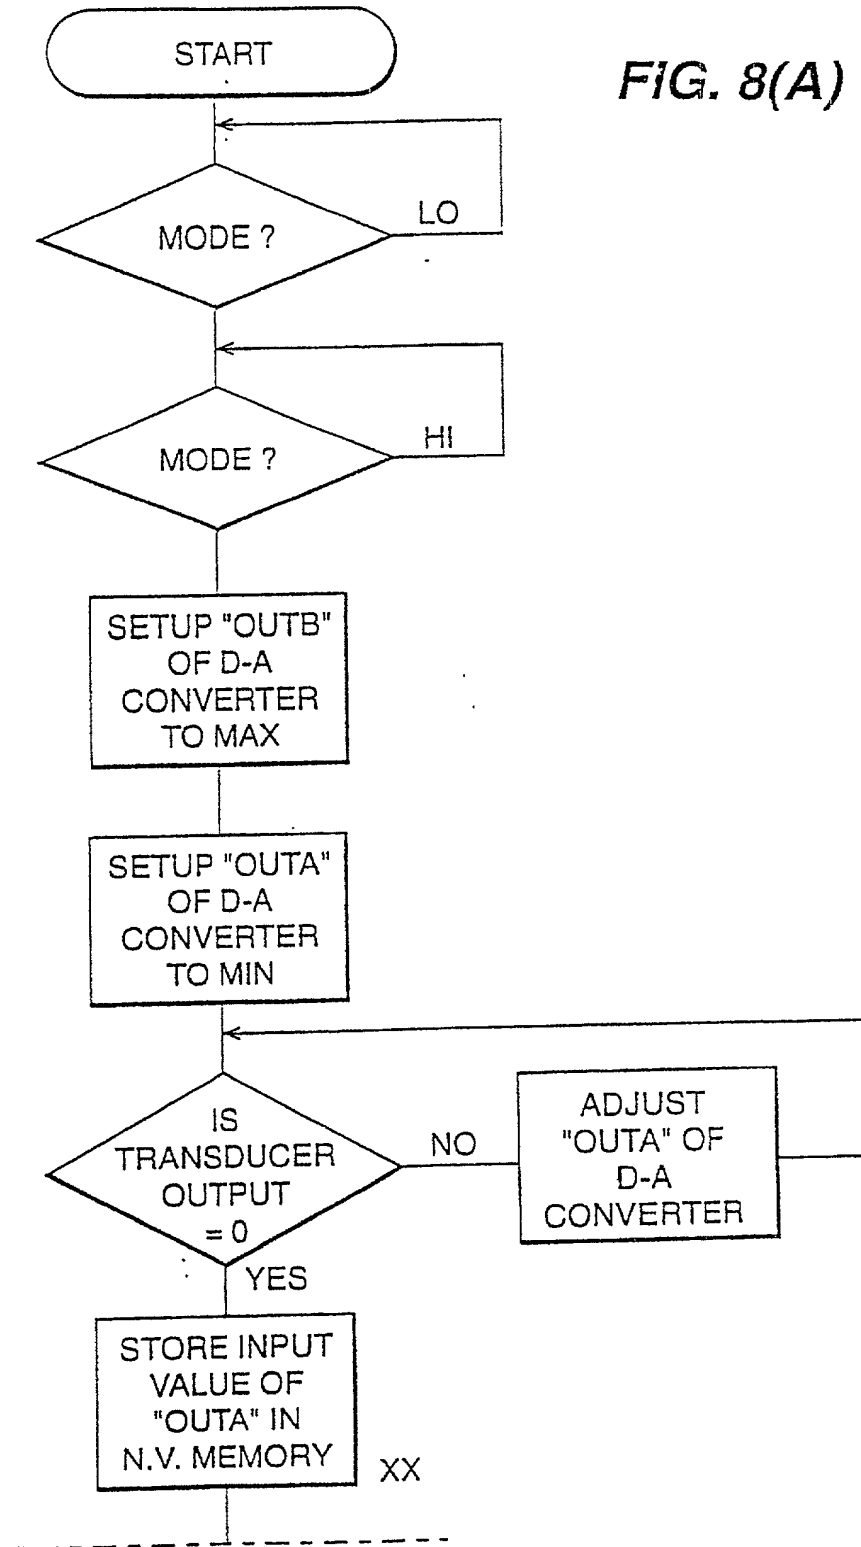 START
FIG. 8(A)
LO
MODE ?
HI
MODE ?
SETUP "OUTB"
OF D-A
CONVERTER
TO MAX
SETUP "OUTA"
OF D-A
CONVERTER
TO MIN
IS
TRANSDUCER
OUTPUT
= 0
NO
ADJUST
"OUTA" OF
D-A
CONVERTER
YES
STORE INPUT
VALUE OF
"OUTA" IN
N.V. MEMORY
XX